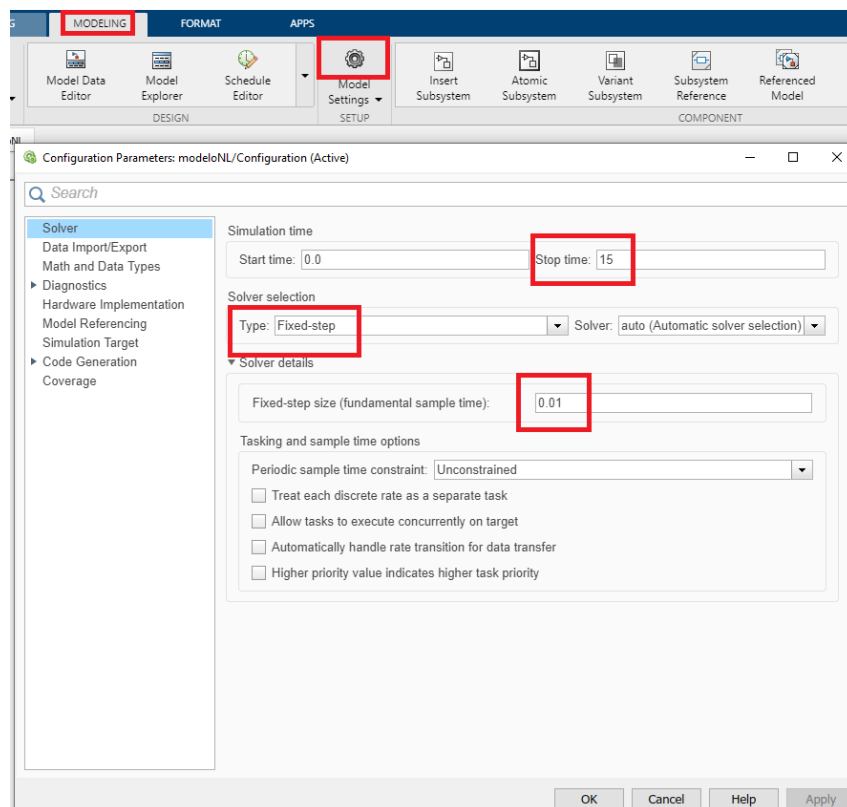 G MODELING FORMAT APPS
Model Data Editor
Model Explorer
Schedule Editor
Model Settings
Insert Subsystem
Atomic Subsystem
Variant Subsystem
Subsystem Reference
Referenced Model
DESIGN SETUP COMPONENT
Configuration Parameters: modeloNL/Configuration (Active)
Search
Solver
Data Import/Export
Math and Data Types
Diagnostics
Hardware Implementation
Model Referencing
Simulation Target
Code Generation
Coverage
Simulation time
Start time: 0.0 Stop time: 15
Solver selection
Type: Fixed-step Solver: auto (Automatic solver selection)
Solver details
Fixed-step size (fundamental sample time): 0.01
Tasking and sample time options
Periodic sample time constraint: Unconstrained
Treat each discrete rate as a separate task
Allow tasks to execute concurrently on target
Automatically handle rate transition for data transfer
Higher priority value indicates higher task priority
OK Cancel Help Apply